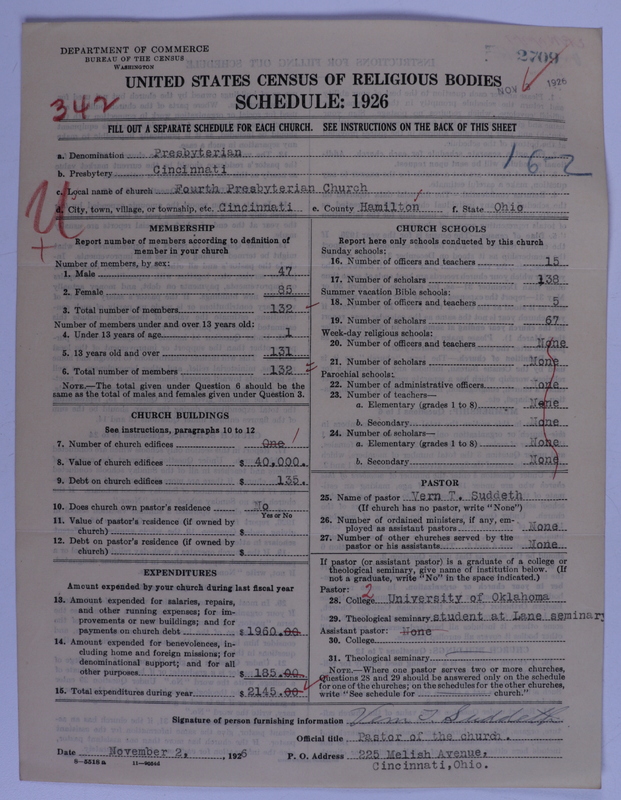 DEPARTMENT OF COMMERCE
BUREAU OF THE CENSUS
WASHINGTON
2709
NOV 1926
UNITED STATES CENSUS OF RELIGIOUS BODIES
SCHEDULE: 1926
342
FILL OUT A SEPARATE SCHEDULE FOR EACH CHURCH. SEE INSTRUCTIONS ON THE BACK OF THIS SHEET
16-2
a. Denomination Presbyterian
b. Presbytery Cincinnati
c. Local name of church Fourth Presbyterian Church
d. City, town, village, or township, etc. Cincinnati e. County Hamilton f. State Ohio
MEMBERSHIP
Report number of members according to definition of
member in your church
Number of members, by sex:
1. Male 47
2. Female 85
3. Total number of members 132
Number of members under and over 13 years old:
4. Under 13 years of age 1
5. 13 years old and over 131
6. Total number of members 132
NOTE.—The total given under Question 6 should be the
same as the total of males and females given under Question 3.
CHURCH BUILDINGS
See instructions, paragraphs 10 to 12
7. Number of church edifices One 1
8. Value of church edifices $ 40,000.
9. Debt on church edifices $ 135.
10. Does church own pastor's residence No
Yes or No
11. Value of pastor's residence (if owned by
church) $
12. Debt on pastor's residence (if owned by
church) $
EXPENDITURES
Amount expended by your church during last fiscal year
13. Amount expended for salaries, repairs,
and other running expenses; for im-
provements or new buildings; and for
payments on church debt $ 1960.00
14. Amount expended for benevolences, in-
cluding home and foreign missions; for
denominational support; and for all
other purposes $ 185.00
15. Total expenditures during year $ 2145.00
CHURCH SCHOOLS
Report here only schools conducted by this church
Sunday schools:
16. Number of officers and teachers 15
17. Number of scholars 138
Summer vacation Bible schools:
18. Number of officers and teachers 5
19. Number of scholars 67
Week-day religious schools:
20. Number of officers and teachers None
21. Number of scholars None
Parochial schools:
22. Number of administrative officers None
23. Number of teachers—
a. Elementary (grades 1 to 8) None
b. Secondary None
24. Number of scholars—
a. Elementary (grades 1 to 8) None
b. Secondary None
PASTOR
25. Name of pastor Vern T. Suddeth
(If church has no pastor, write "None")
26. Number of ordained ministers, if any, em-
ployed as assistant pastors None
27. Number of other churches served by the
pastor or his assistants None
If pastor (or assistant pastor) is a graduate of a college or
theological seminary, give name of institution below. (If
not a graduate, write "No" in the space indicated.)
Pastor: 2
28. College University of Oklahoma
29. Theological seminary student at Lane seminary
Assistant pastor: None
30. College
31. Theological seminary
NOTE.—Where one pastor serves two or more churches,
Questions 28 and 29 should be answered only on the schedule
for one of the churches; on the schedules for the other churches,
write "See schedule for church."
Signature of person furnishing information Vern T Suddeth
Official title Pastor of the church.
Date November 2, 1926 P. O. Address 225 Melish Avenue,
Cincinnati, Ohio.
8-5518a